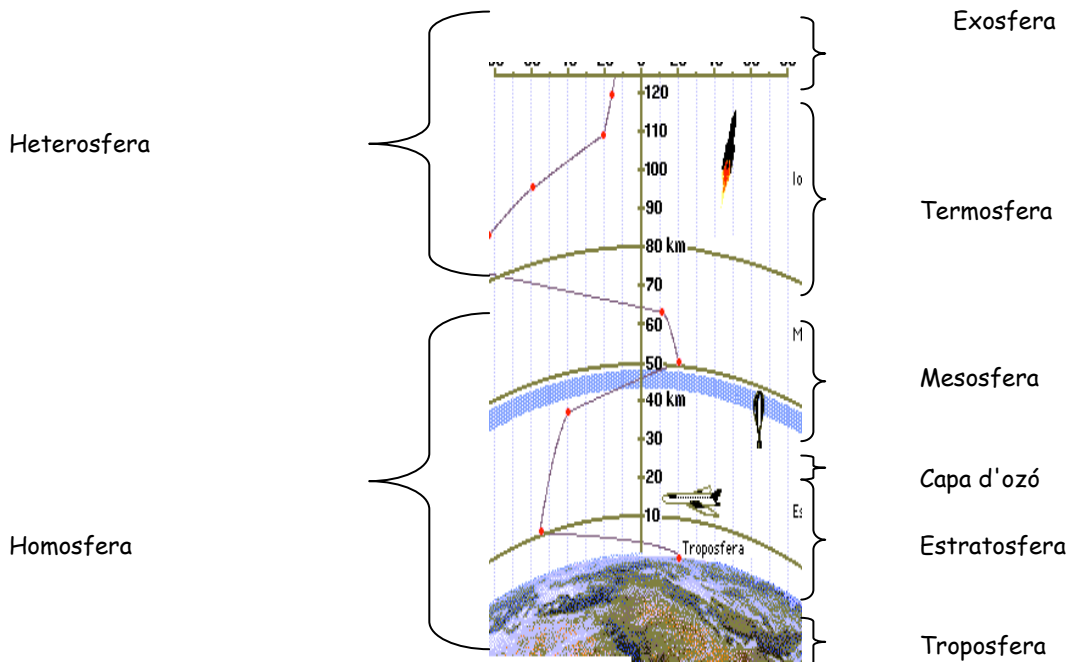 Exosfera
120
110
Heterosfera
100
90
Termosfera
80 km
70
60
50
Mesosfera
40 km
30
20
Capa d'ozó
10
Troposfera
Homosfera
Estratosfera
Troposfera